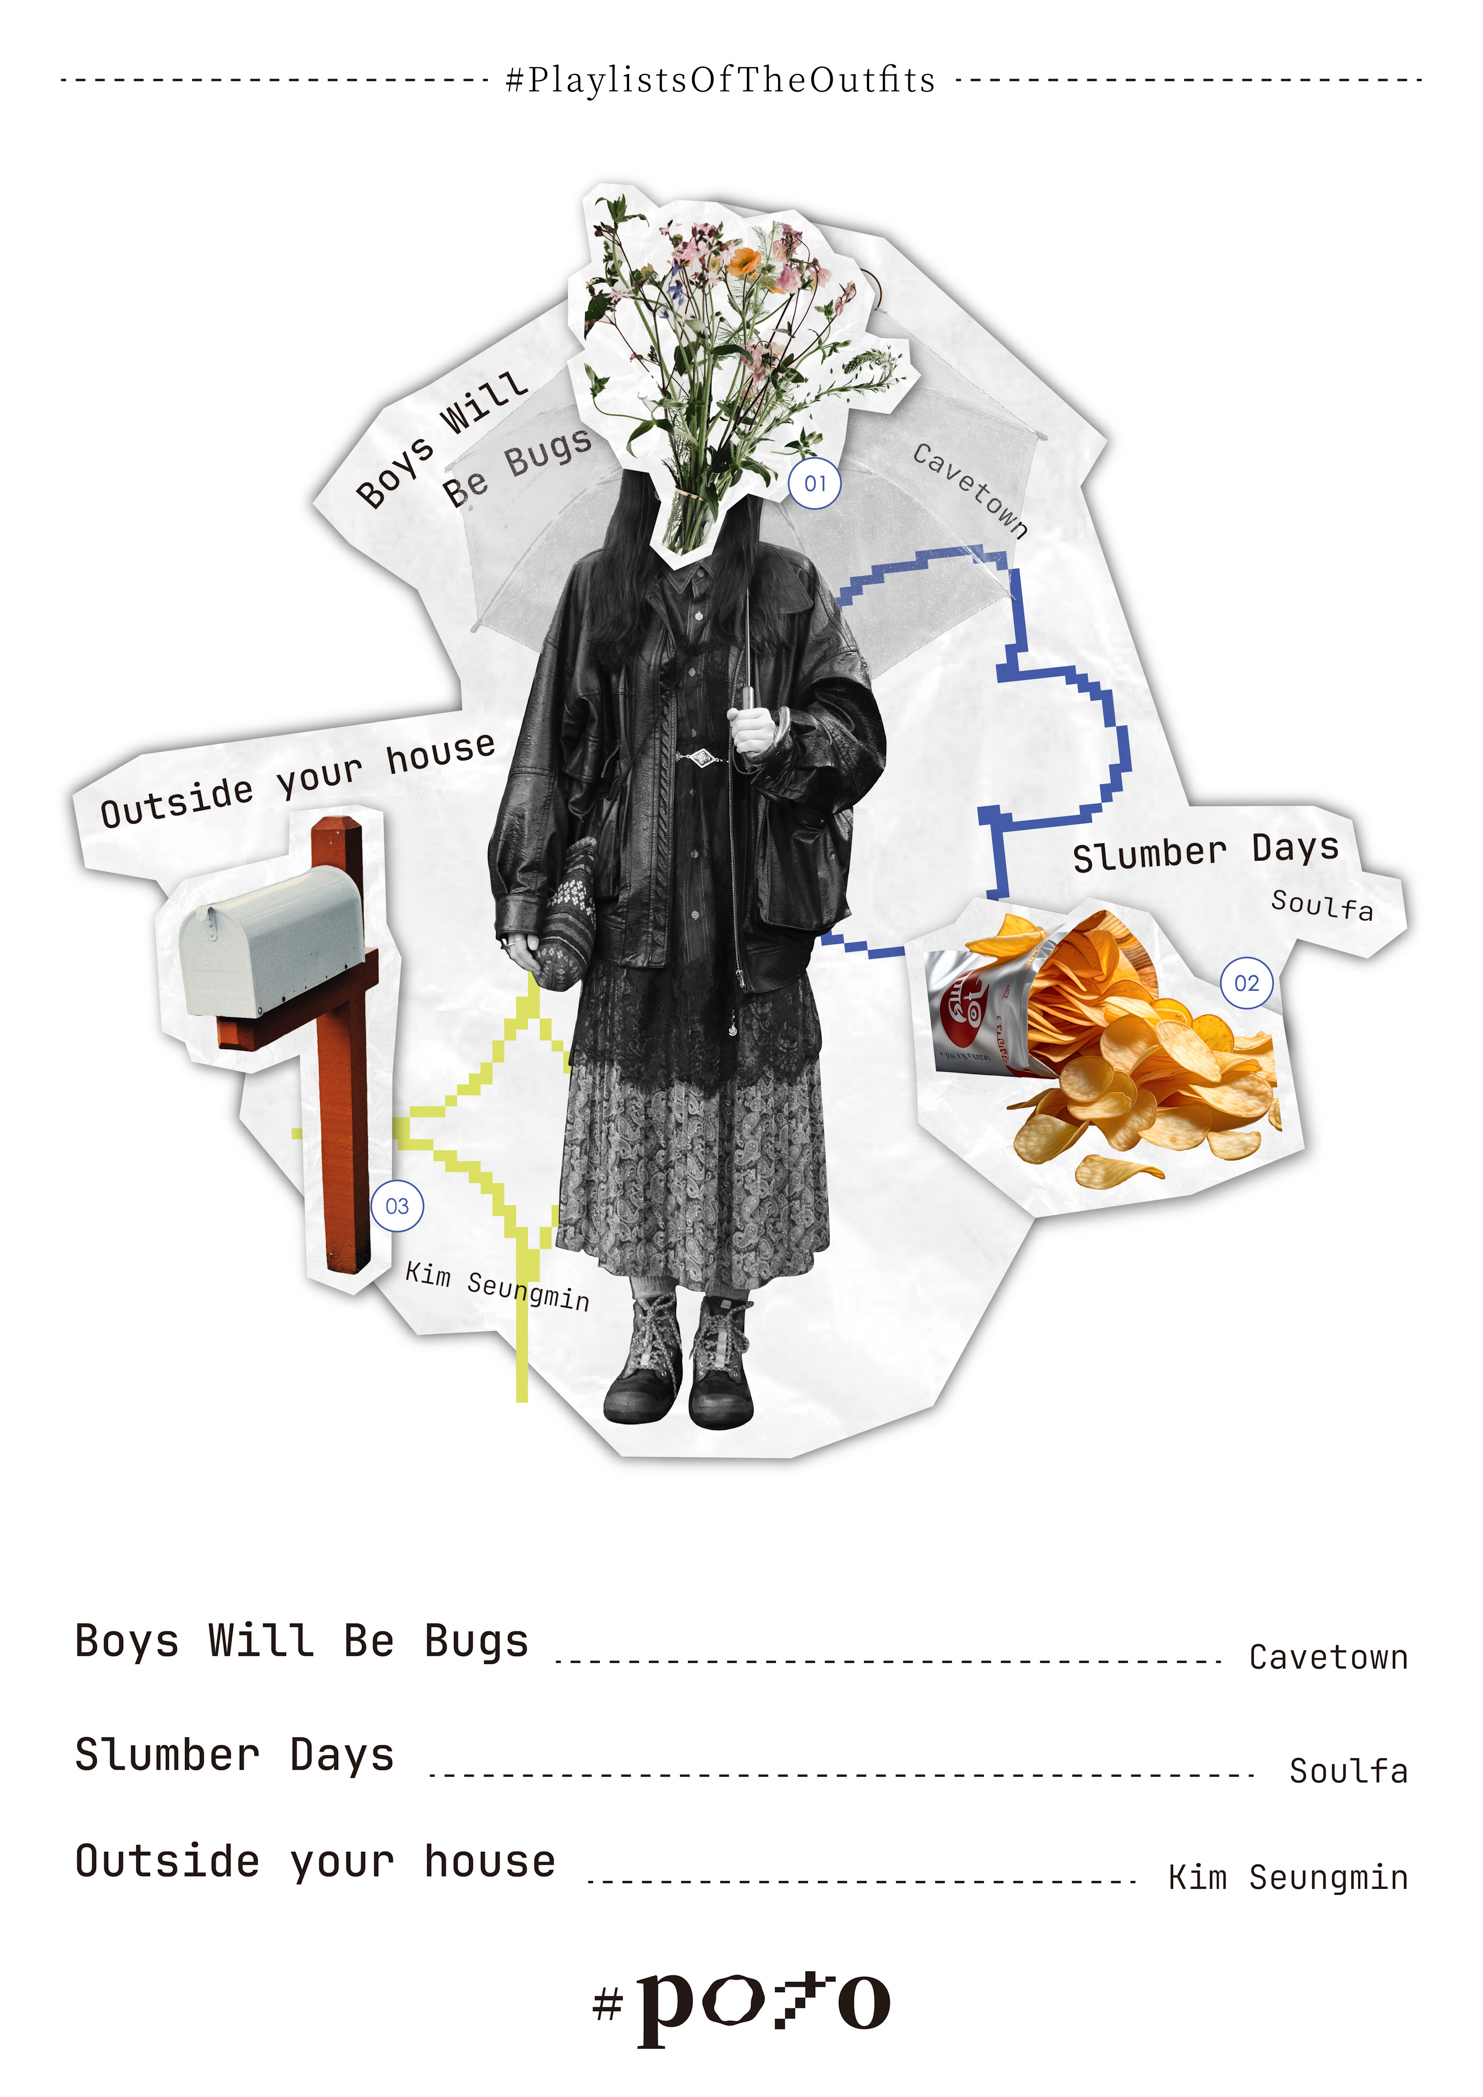 #PlaylistsOfTheOutfits
Boys Will
Be Bugs
01
Cavetown
Outside your house
Slumber Days
Soulfa
02
03
Kim Seungmin
Boys Will Be Bugs Cavetown
Slumber Days Soulfa
Outside your house Kim Seungmin
#poto